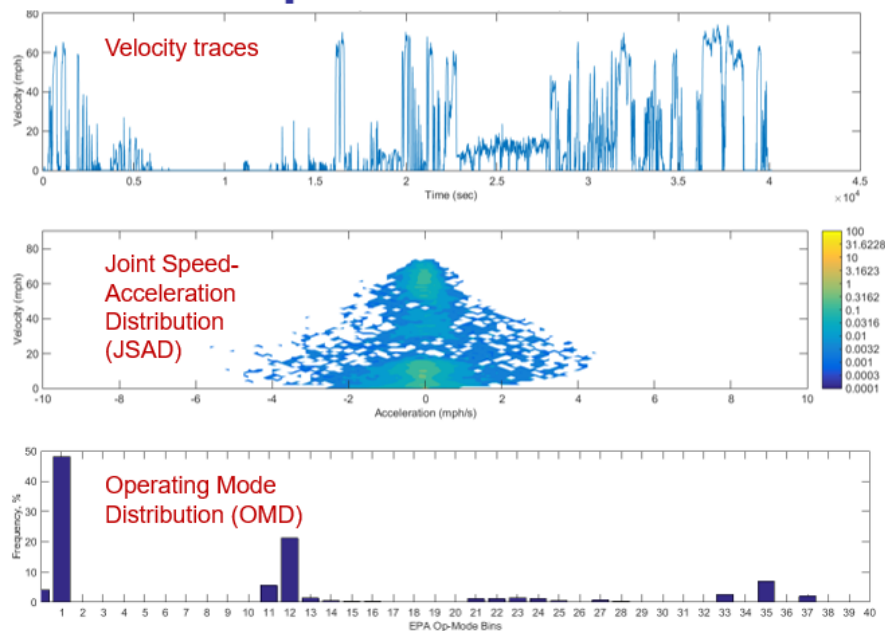 80
60
40
20
0
Velocity (mph)
Velocity traces
0 0.5 1 1.5 2 2.5 3 3.5 4 4.5
Time (sec)
×10⁴
80
60
40
20
0
Velocity (mph)
Joint Speed-
Acceleration
Distribution
(JSAD)
-10 -8 -6 -4 -2 0 2 4 6 8 10
Acceleration (mph/s)
100
31.6228
10
3.1623
1
0.3162
0.1
0.0316
0.01
0.0032
0.001
0.0003
0.0001
50
40
30
20
10
0
Frequency, %
Operating Mode
Distribution (OMD)
1 2 3 4 5 6 7 8 9 10 11 12 13 14 15 16 17 18 19 20 21 22 23 24 25 26 27 28 29 30 31 32 33 34 35 36 37 38 39 40
EPA Op-Mode Bins